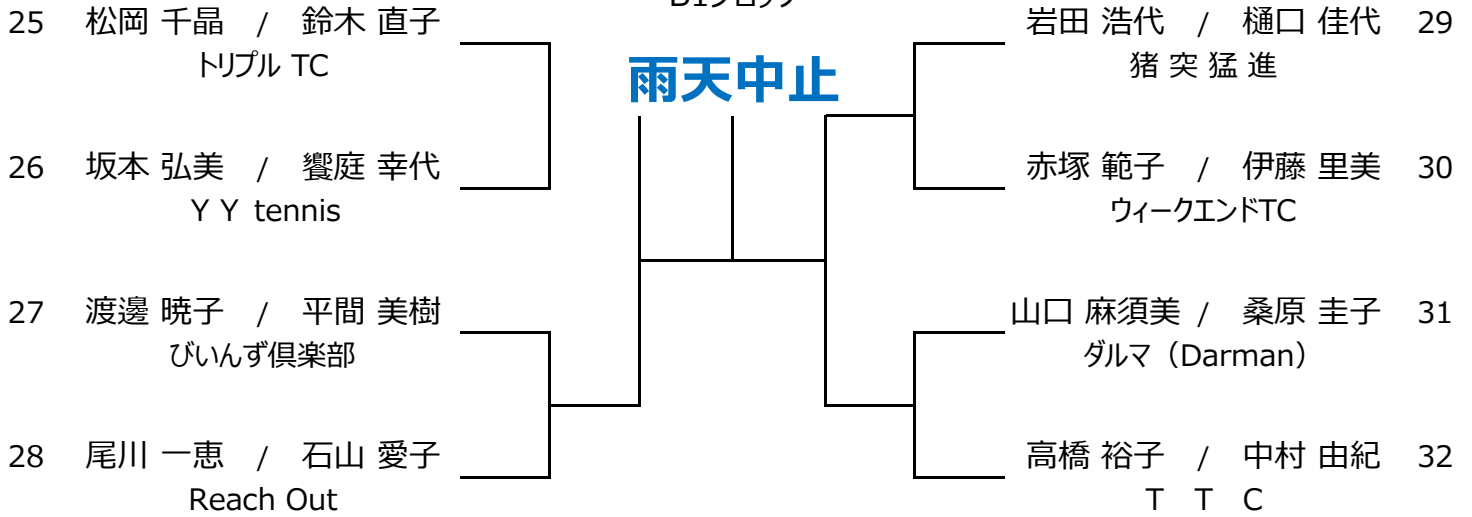 25 松岡 千晶 / 鈴木 直子
トリプル TC
26 坂本 弘美 / 饗庭 幸代
ＹＹ tennis
27 渡邊 暁子 / 平間 美樹
びいんず倶楽部
28 尾川 一恵 / 石山 愛子
Reach Out
雨天中止
岩田 浩代 / 樋口 佳代 29
猪 突 猛 進
赤塚 範子 / 伊藤 里美 30
ウィークエンドTC
山口 麻須美 / 桑原 圭子 31
ダルマ（Darman）
高橋 裕子 / 中村 由紀 32
Ｔ Ｔ Ｃ